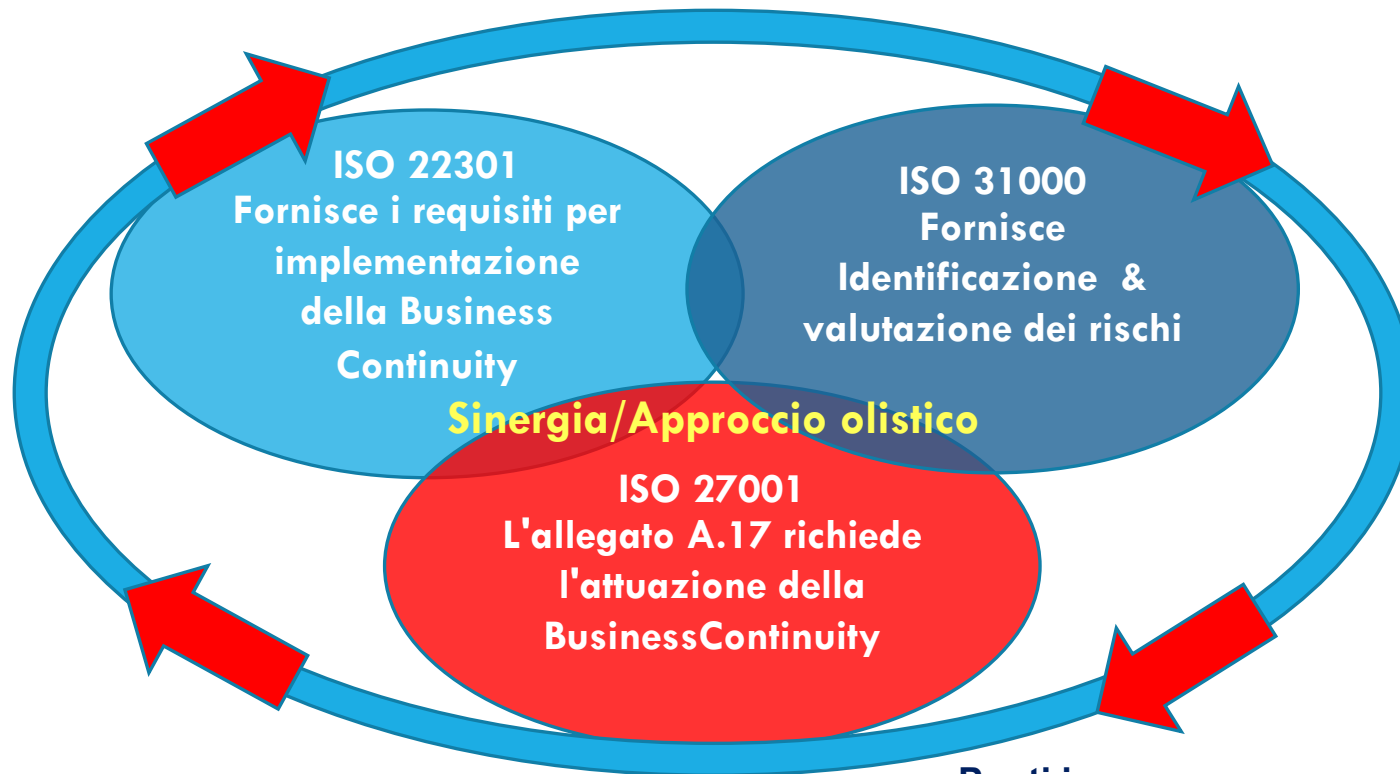 ISO 22301
Fornisce i requisiti per
implementazione
della Business
Continuity
ISO 31000
Fornisce
Identificazione &
valutazione dei rischi
Sinergia/Approccio olistico
ISO 27001
L'allegato A.17 richiede
l'attuazione della
BusinessContinuity